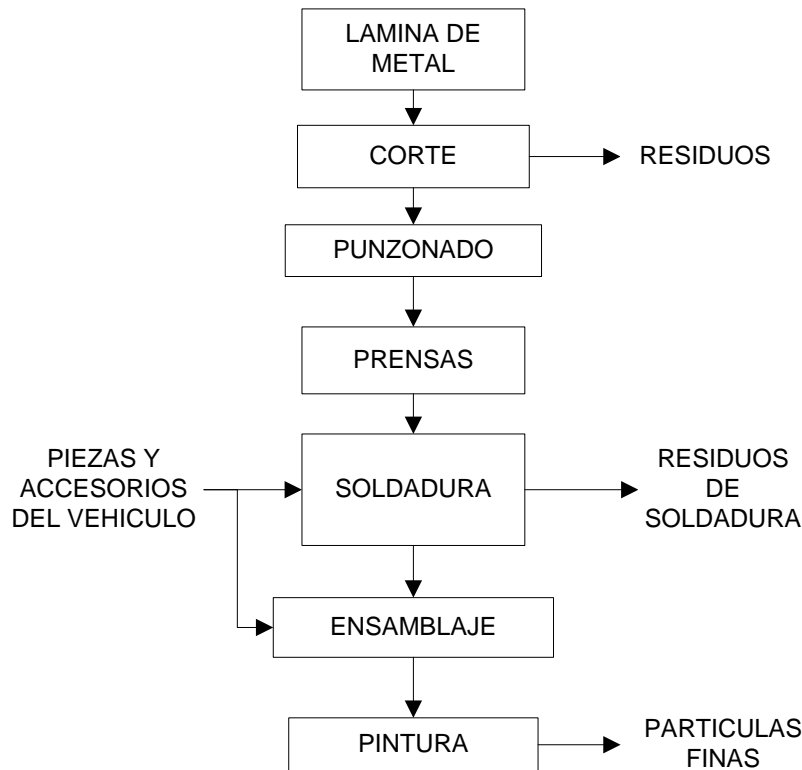 LAMINA DE
METAL
CORTE
RESIDUOS
PUNZONADO
PRENSAS
PIEZAS Y
ACCESORIOS
DEL VEHICULO
SOLDADURA
RESIDUOS
DE
SOLDADURA
ENSAMBLAJE
PINTURA
PARTICULAS
FINAS